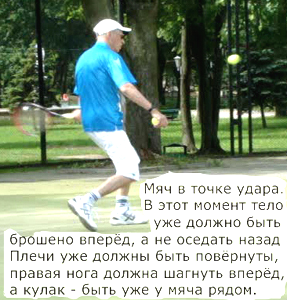 Мяч в точке удара.
В этот момент тело
уже должно быть
брошено вперёд, а не оседать назад
Плечи уже должны быть повёрнуты,
правая нога должна шагнуть вперёд,
а кулак - быть уже у мяча рядом.